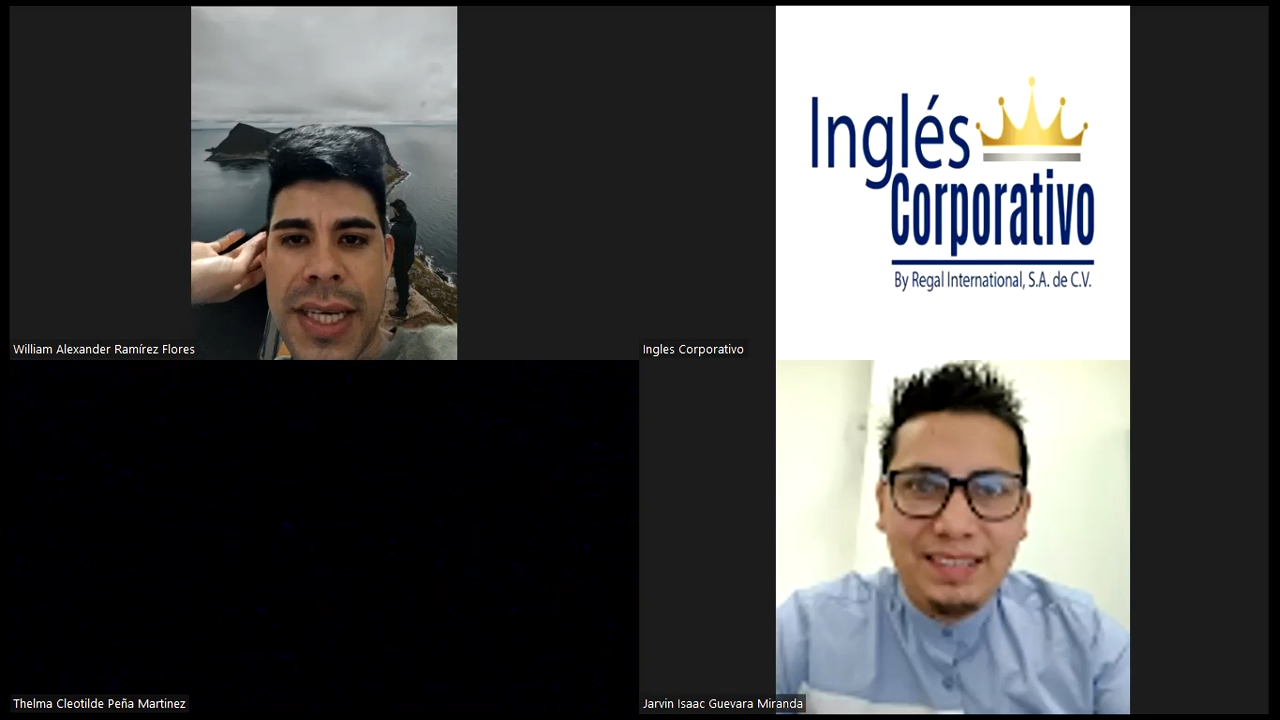 Inglés
Corporativo
By Regal International, S.A. de C.V.
William Alexander Ramírez Flores
Ingles Corporativo
Thelma Cleotilde Peña Martinez
Jarvin Isaac Guevara Miranda